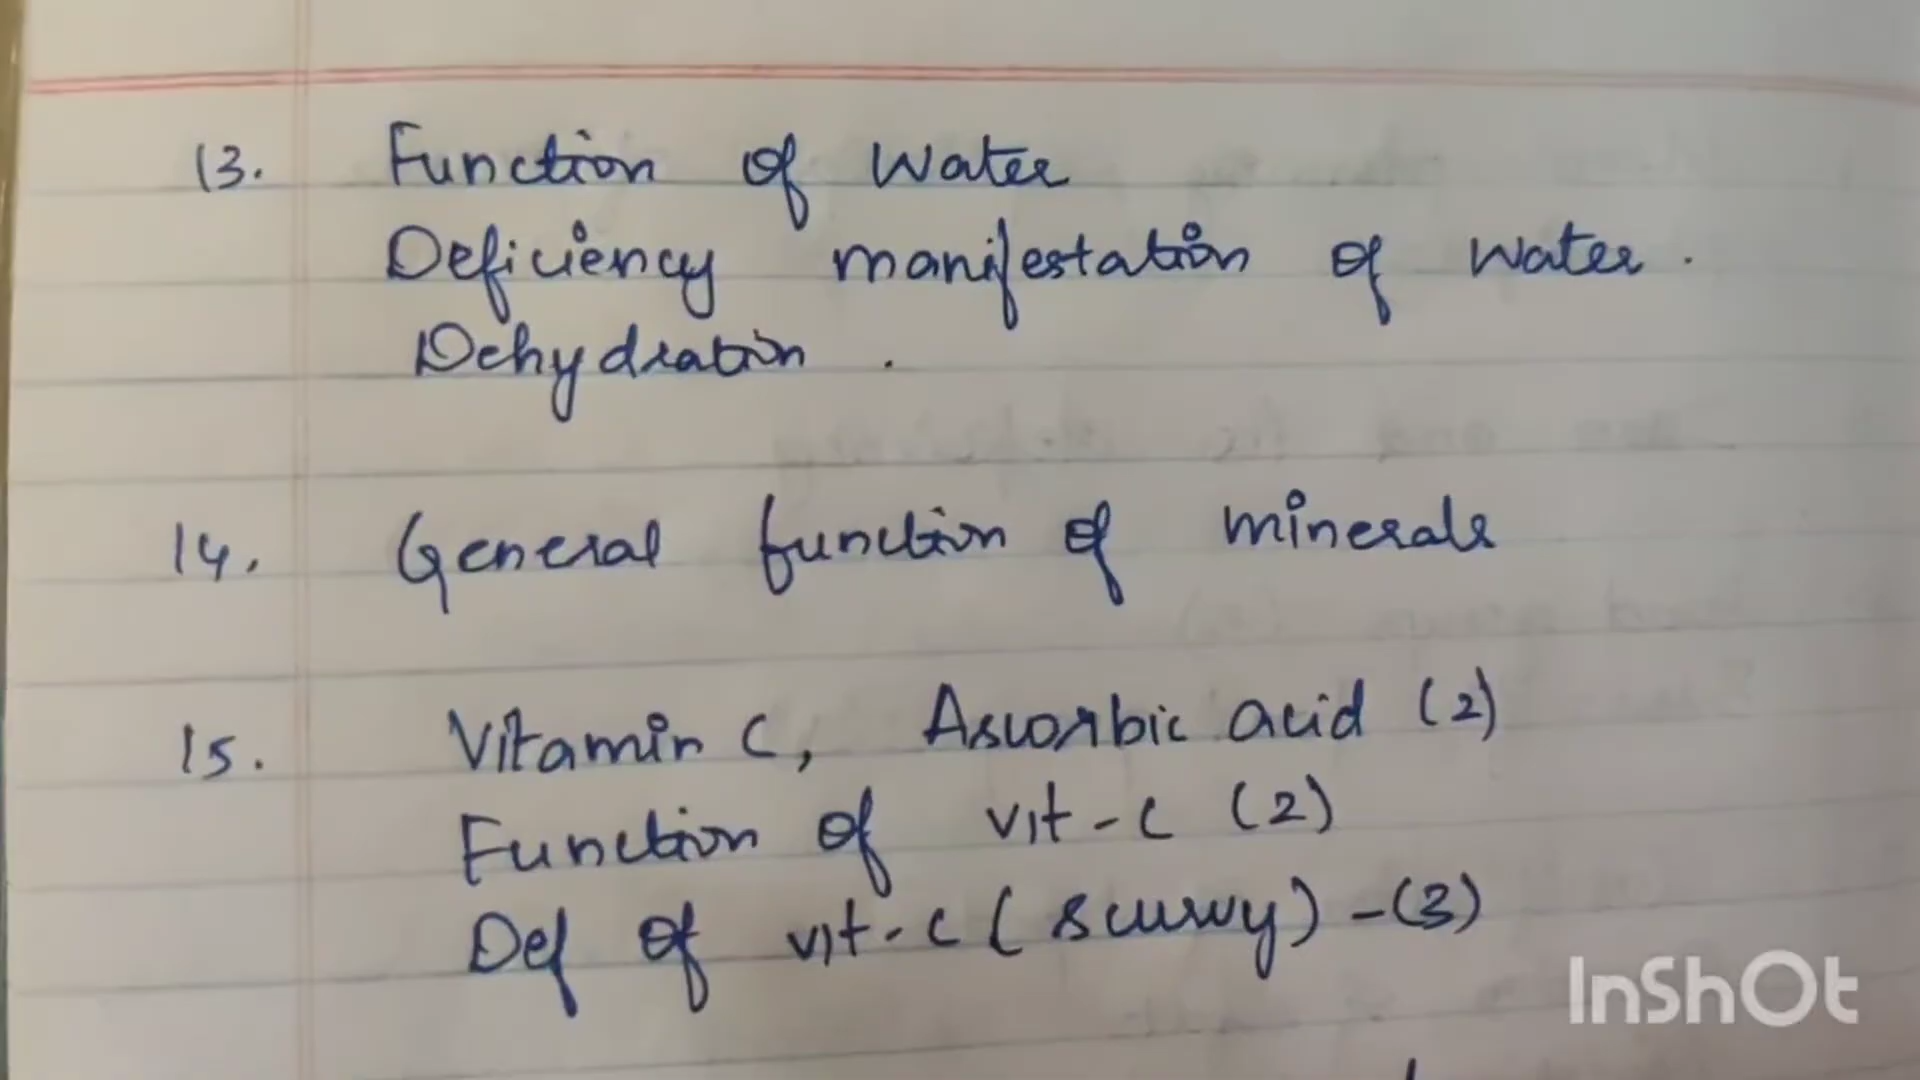 13. Function of Water
Deficiency manifestation of Water.
Dehydration.
14. General function of minerals
15. Vitamin C, Ascorbic acid (2)
Function of vit-C (2)
Def of vit-C (scurvy) - (3)
InShOt